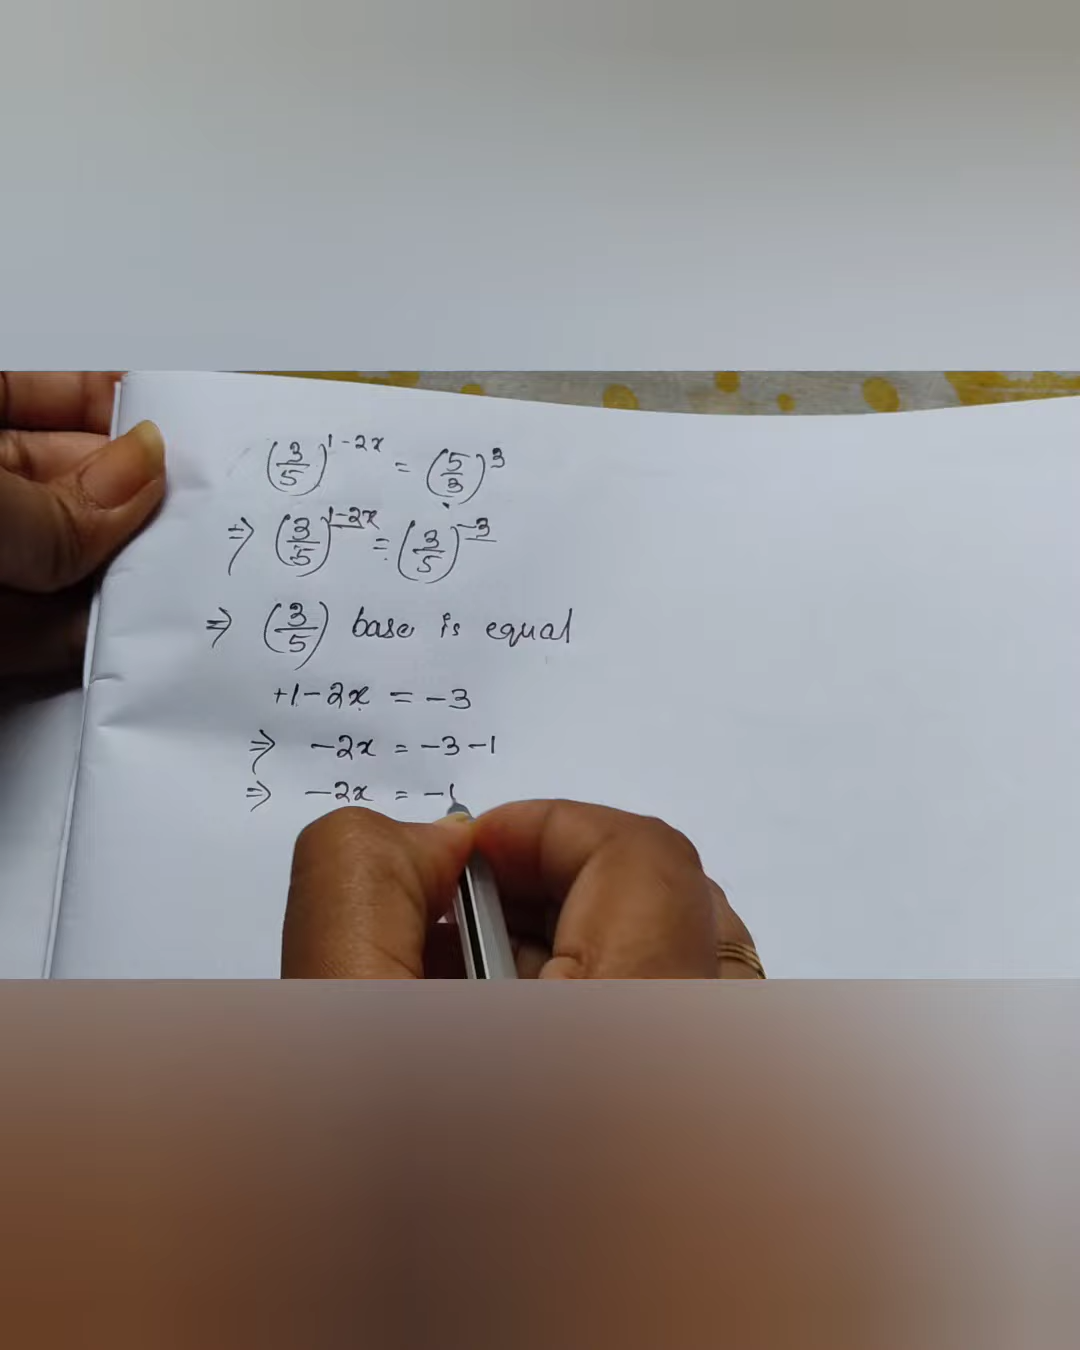 (3/5)^1-2x = (5/3)^3
⇒ (3/5)^1-2x = (3/5)^-3
⇒ (3/5) base is equal
+1-2x = -3
⇒ -2x = -3-1
⇒ -2x = -